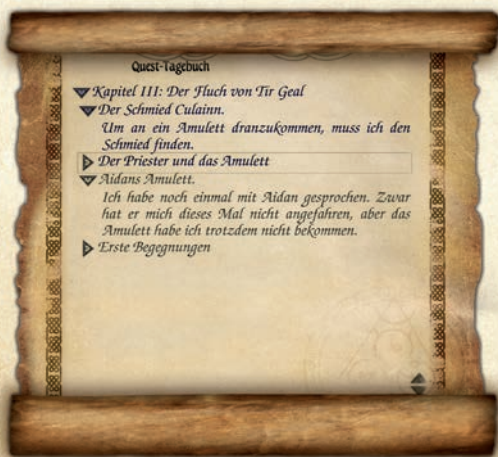 Quest-Tagebuch
Kapitel III: Der Fluch von Tir Geal
Der Schmied Culainn.
Um an ein Amulett dranzukommen, muss ich den
Schmied finden.
Der Priester und das Amulett
Aidans Amulett.
Ich habe noch einmal mit Aidan gesprochen. Zwar
hat er mich dieses Mal nicht angefahren, aber das
Amulett habe ich trotzdem nicht bekommen.
Erste Begegnungen